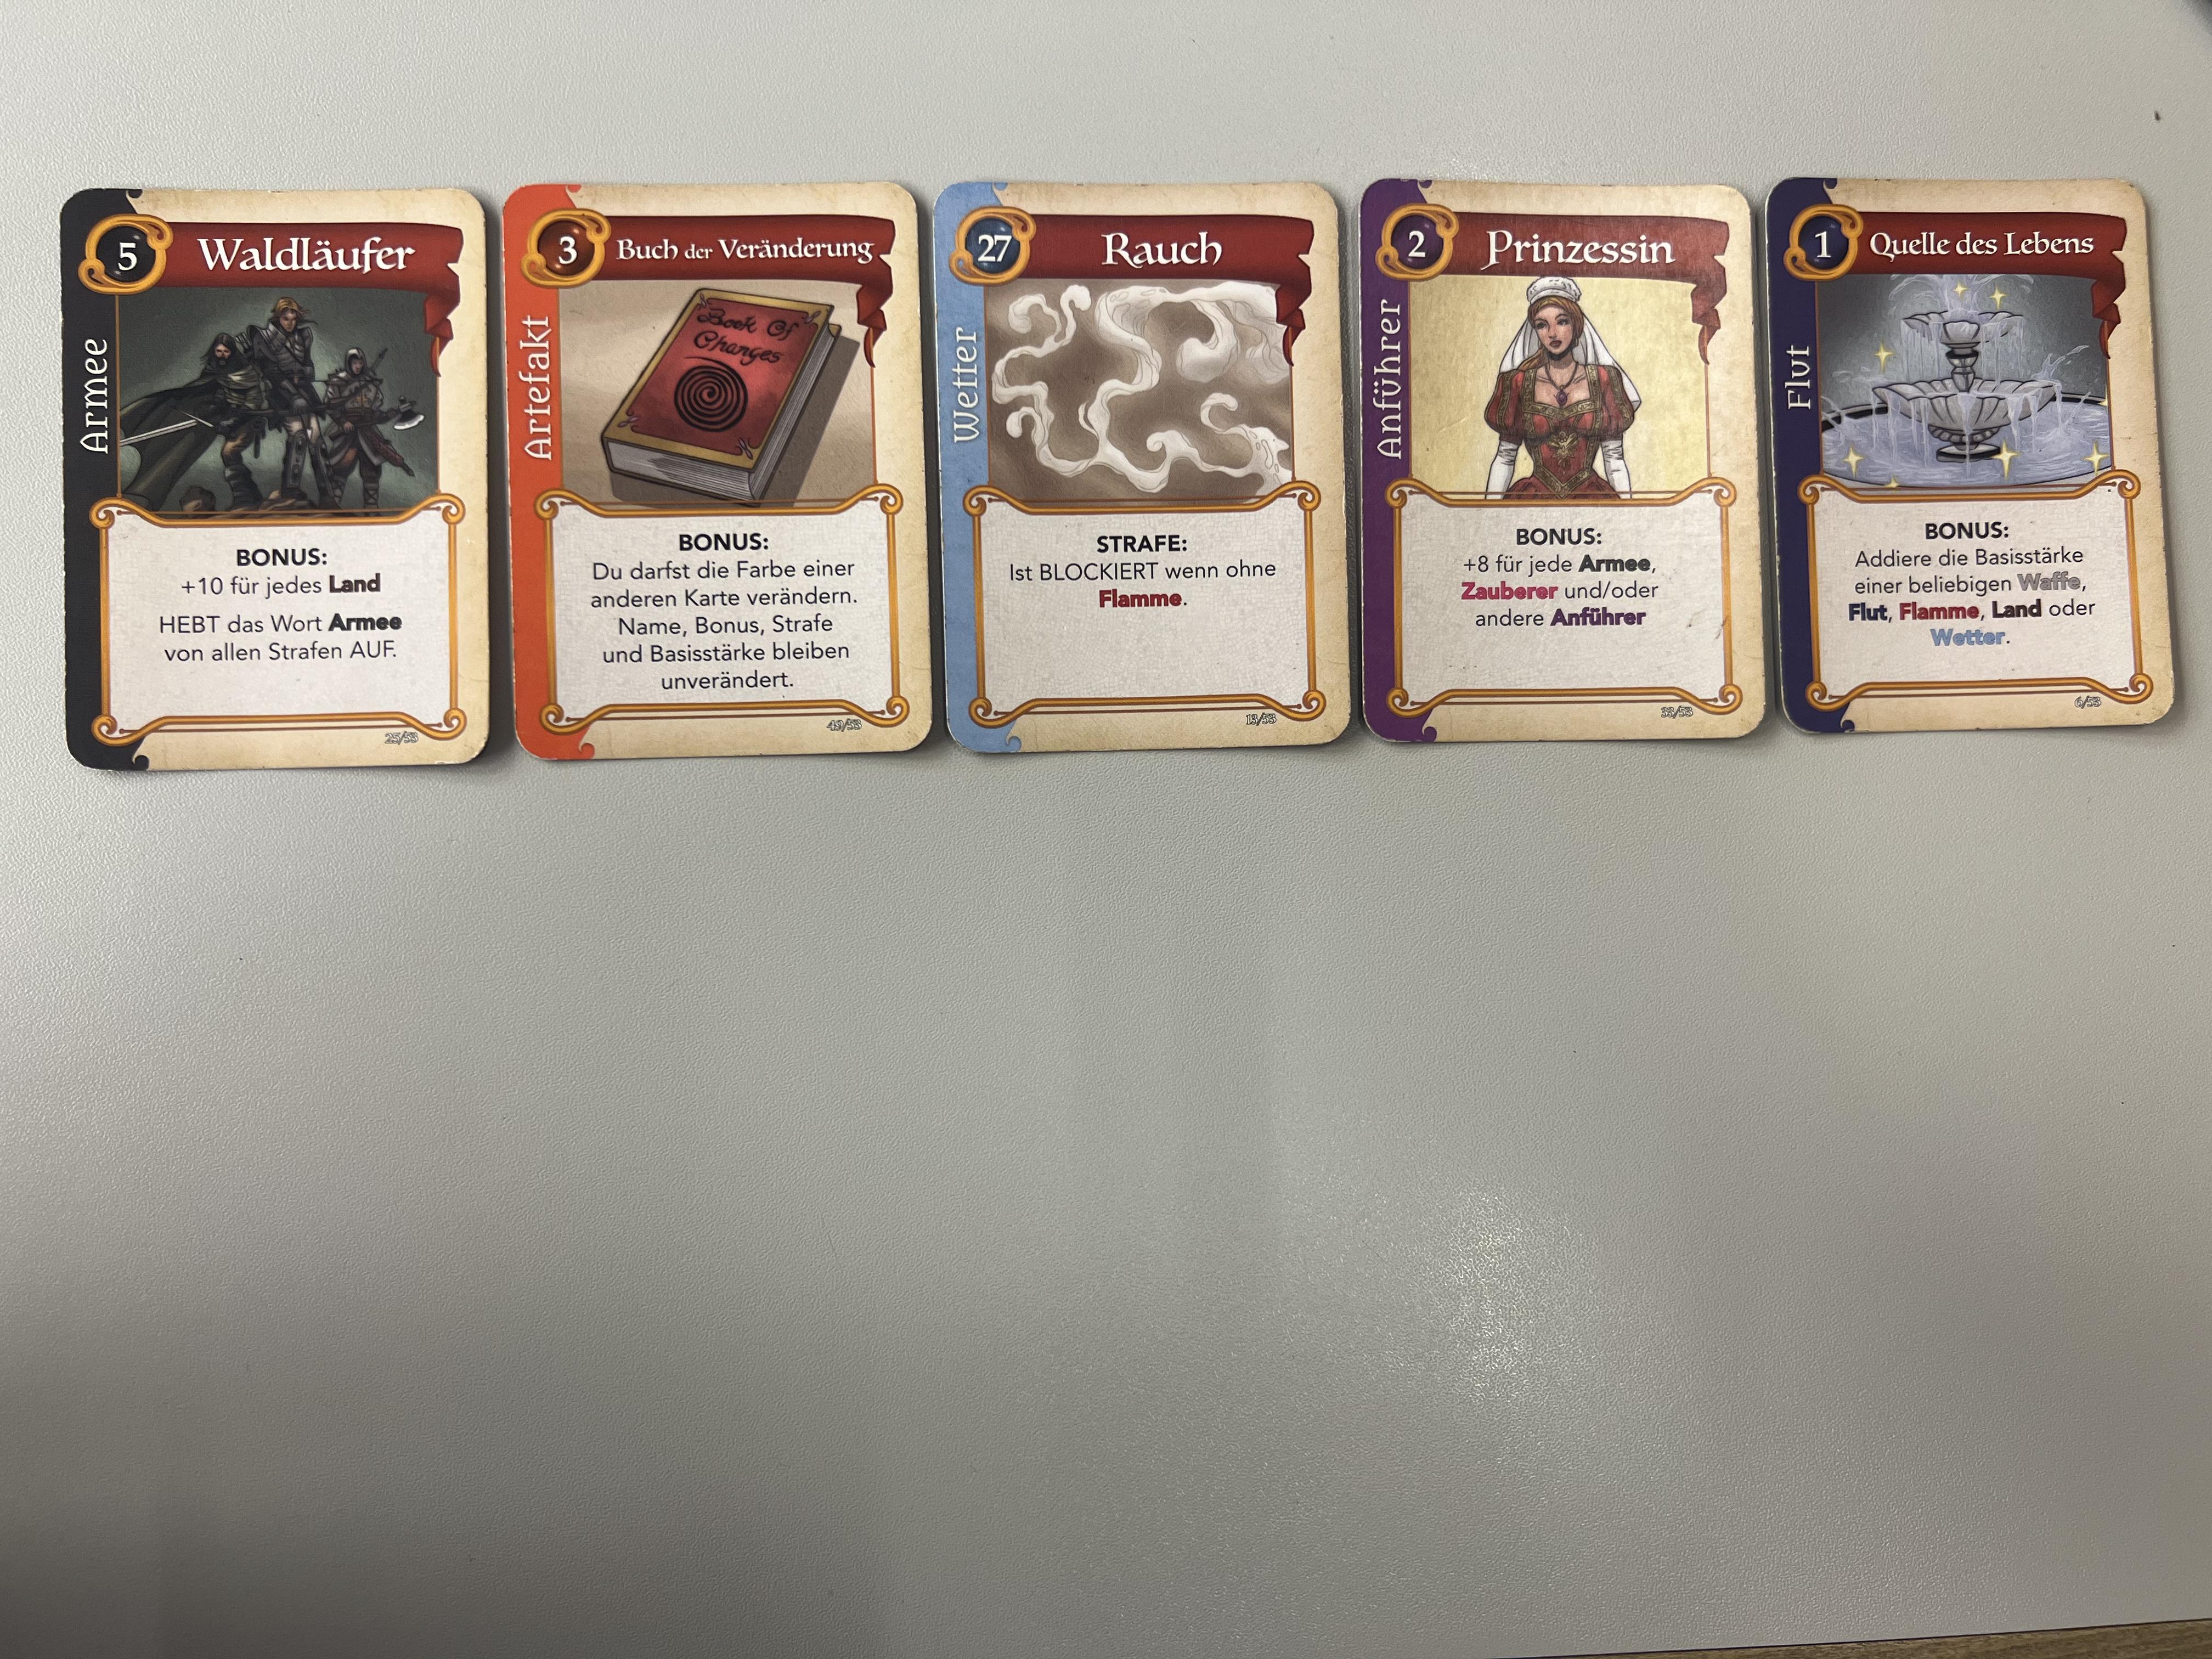 5 Waldläufer
Armee
BONUS:
+10 für jedes Land
HEBT das Wort Armee
von allen Strafen AUF.
25/53
3 Buch der Veränderung
Artefakt
Book Of
Changes
BONUS:
Du darfst die Farbe einer
anderen Karte verändern.
Name, Bonus, Strafe
und Basisstärke bleiben
unverändert.
49/53
27 Rauch
Wetter
STRAFE:
Ist BLOCKIERT wenn ohne
Flamme.
13/53
2 Prinzessin
Anführer
BONUS:
+8 für jede Armee,
Zauberer und/oder
andere Anführer
33/53
1 Quelle des Lebens
Flut
BONUS:
Addiere die Basisstärke
einer beliebigen Waffe,
Flut, Flamme, Land oder
Wetter.
6/53